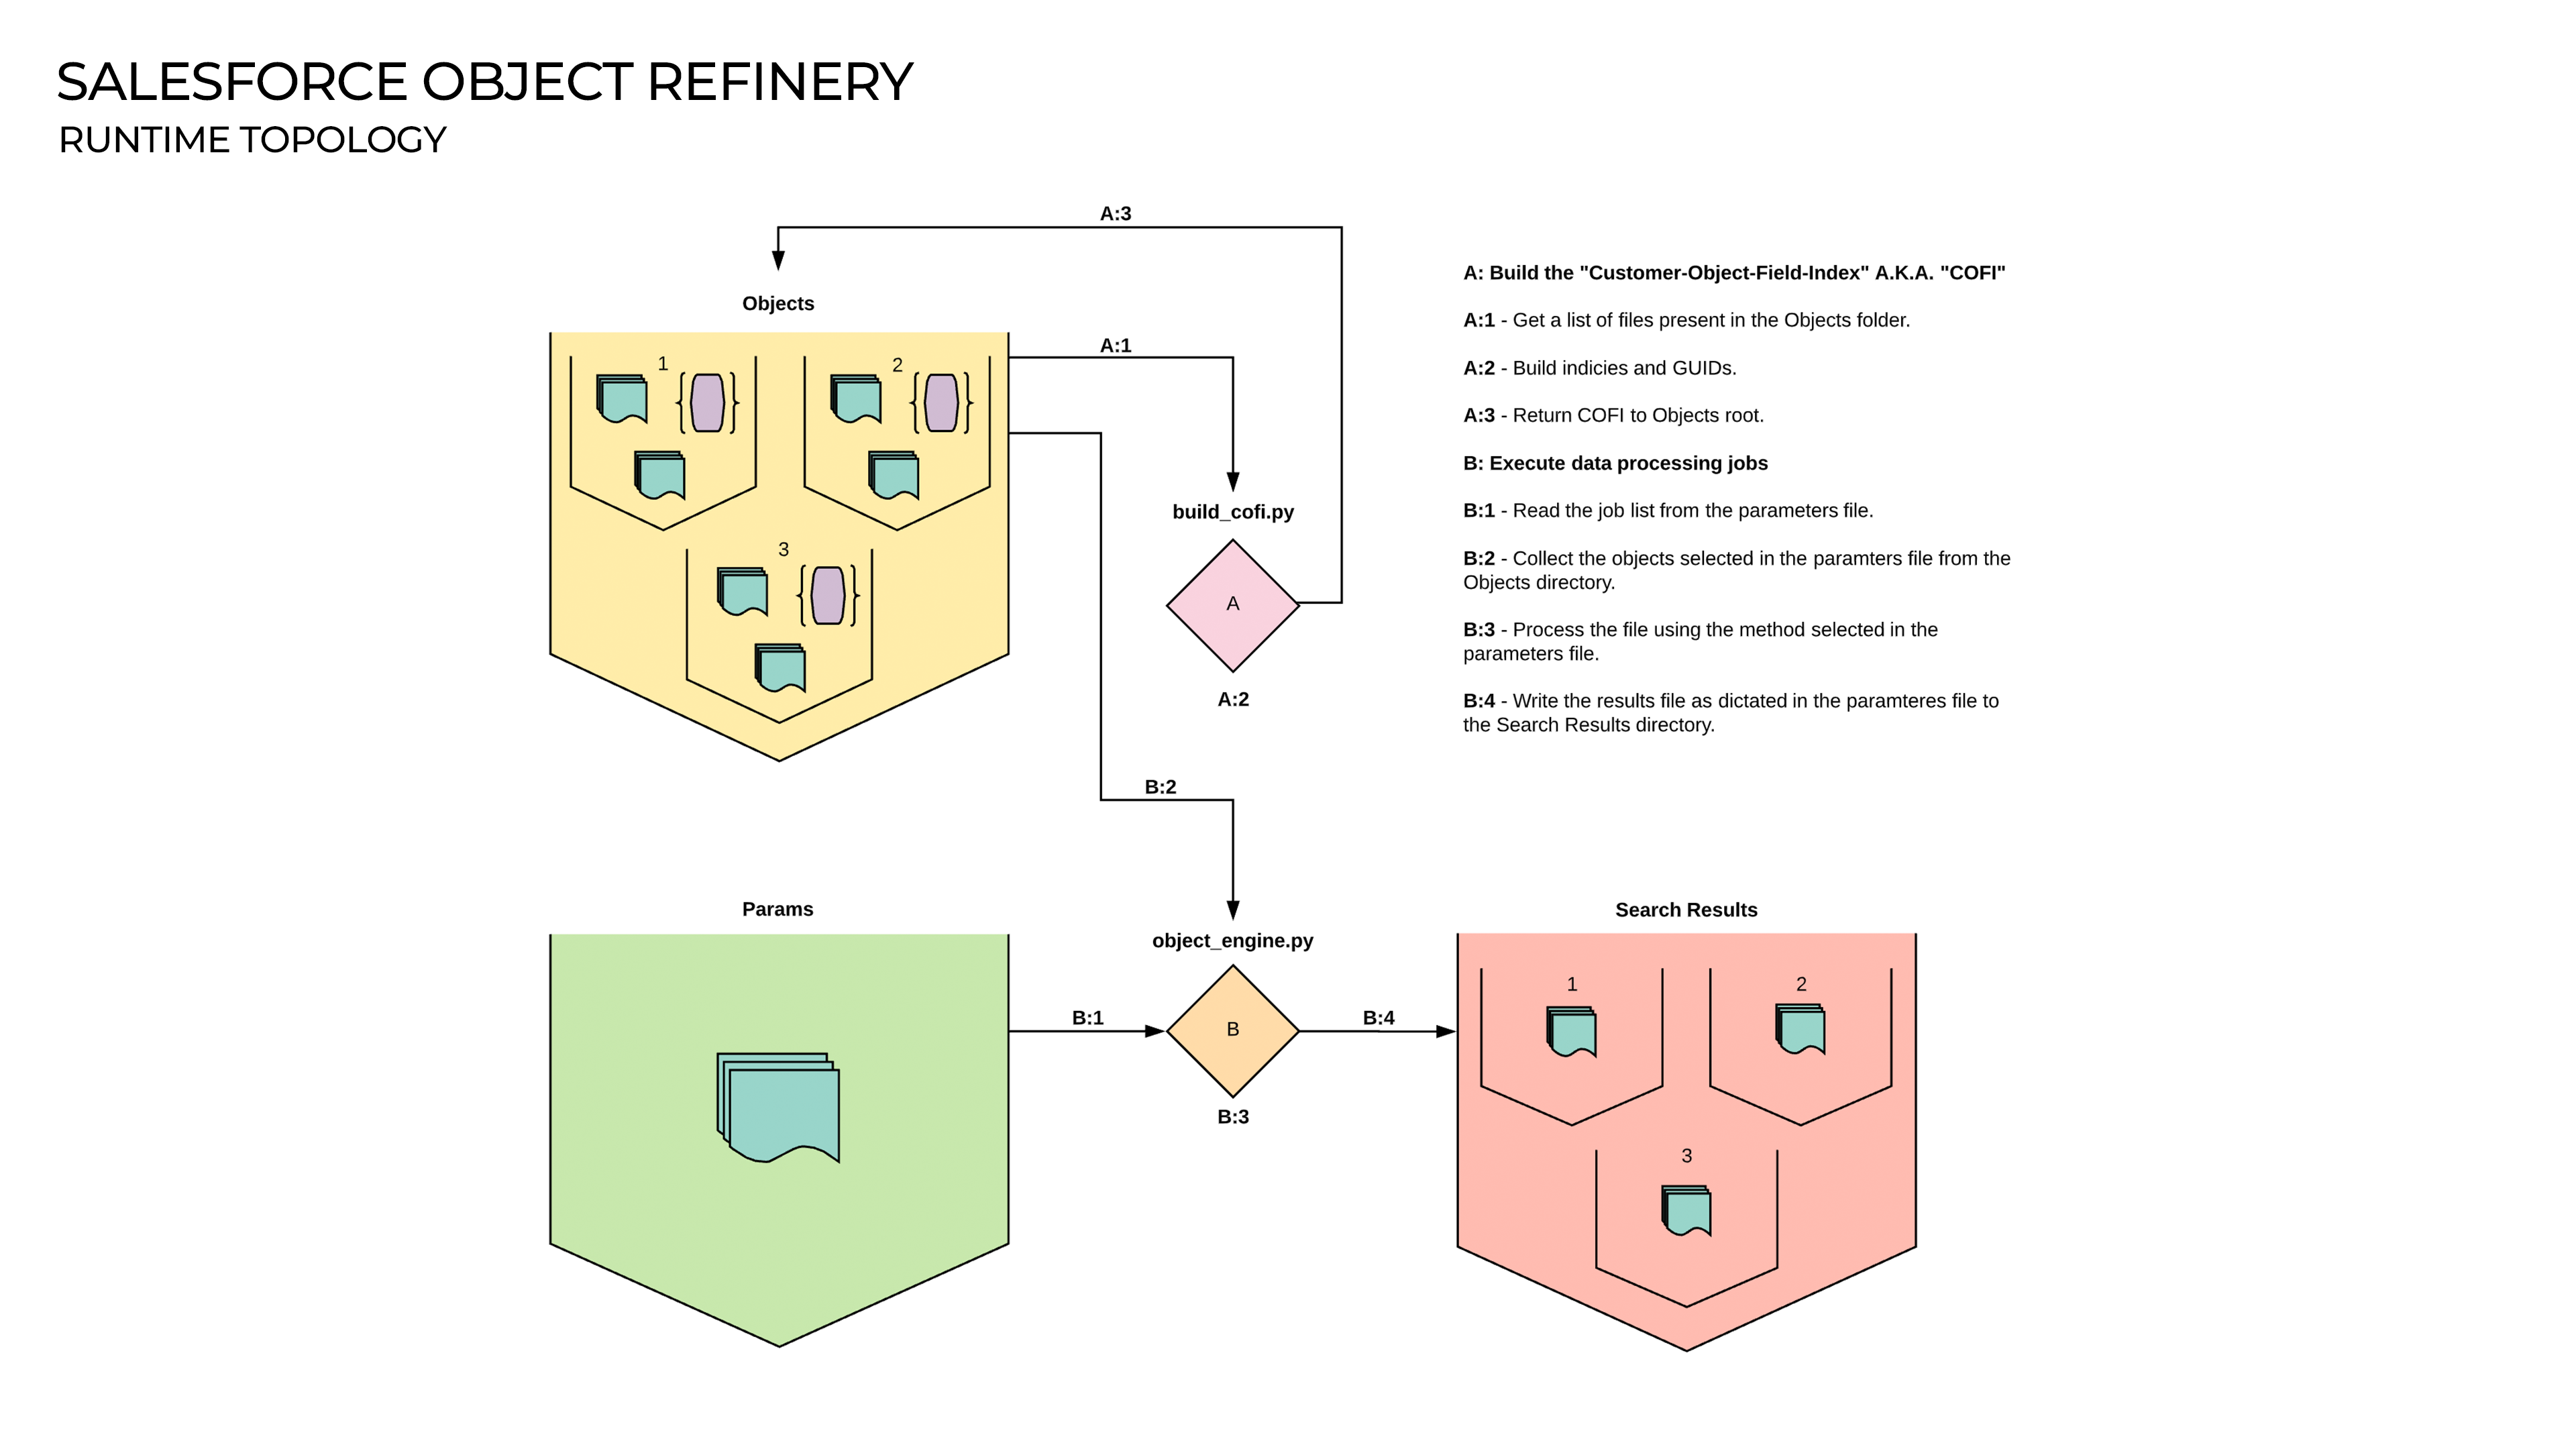 SALESFORCE OBJECT REFINERY
RUNTIME TOPOLOGY
A:3
Objects
1
2
3
A:1
build_cofi.py
A
A:2
B:2
A: Build the "Customer-Object-Field-Index" A.K.A. "COFI"
A:1 - Get a list of files present in the Objects folder.
A:2 - Build indicies and GUIDs.
A:3 - Return COFI to Objects root.
B: Execute data processing jobs
B:1 - Read the job list from the parameters file.
B:2 - Collect the objects selected in the paramters file from the
Objects directory.
B:3 - Process the file using the method selected in the
parameters file.
B:4 - Write the results file as dictated in the paramteres file to
the Search Results directory.
Params
B:1
object_engine.py
B
B:3
B:4
Search Results
1
2
3